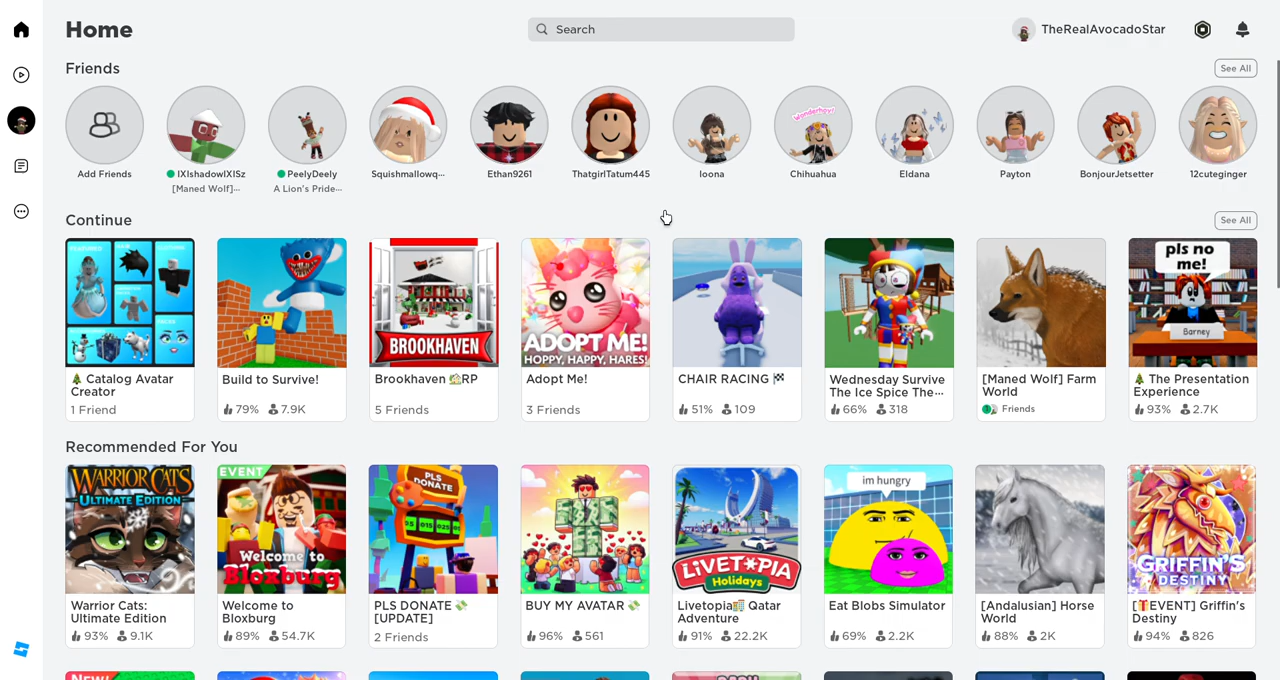 Home
Search
TheRealAvocadoStar
Friends
See All
Add Friends
IXIshadowIXISz
[Maned Wolf]...
PeelyDeely
A Lion's Pride...
Squishmallowq...
Ethan9261
ThatgirlTatum445
Ioona
Wonderhoy!
Chihuahua
Eldana
Payton
BonjourJetsetter
12cuteginger
Continue
See All
🎄 Catalog Avatar
Creator
1 Friend
Build to Survive!
79% 7.9K
BROOKHAVEN
Brookhaven 🏡RP
5 Friends
ADOPT ME!
HOPPY, HAPPY, HARES!
Adopt Me!
3 Friends
CHAIR RACING 🏁
51% 109
Wednesday Survive
The Ice Spice The...
66% 318
[Maned Wolf] Farm
World
Friends
pls no
me!
Barney
🎄 The Presentation
Experience
93% 2.7K
Recommended For You
WARRIOR CATS
ULTIMATE EDITION
Warrior Cats:
Ultimate Edition
93% 9.1K
EVENT
Welcome to
Bloxburg
Welcome to
Bloxburg
89% 54.7K
PLS
DONATE
PLS DONATE 💸
[UPDATE]
2 Friends
BUY MY AVATAR 💸
96% 561
LIVETOPIA
Holidays
Livetopia🏨 Qatar
Adventure
91% 22.2K
im hungry
Eat Blobs Simulator
69% 2.2K
[Andalusian] Horse
World
88% 2K
GRIFFIN'S
DESTINY
[🎁EVENT] Griffin's
Destiny
94% 826
NEW!